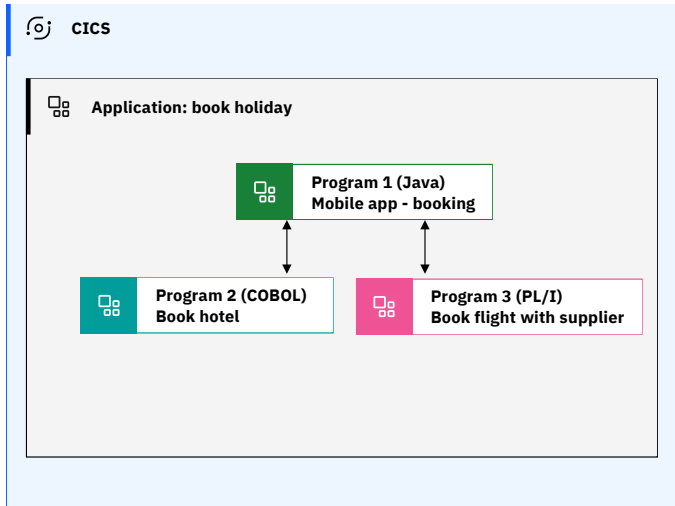 CICS
Application: book holiday
Program 1 (Java)
Mobile app - booking
Program 2 (COBOL)
Book hotel
Program 3 (PL/I)
Book flight with supplier